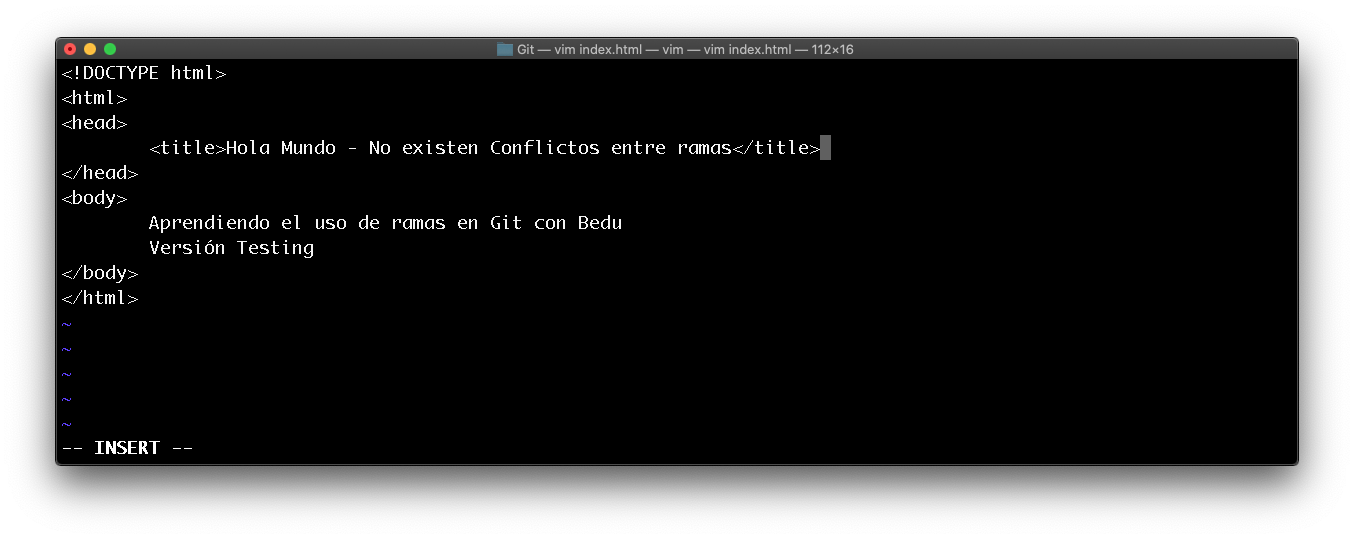 Git — vim index.html — vim — vim index.html — 112×16
<!DOCTYPE html>
<html>
<head>
<title>Hola Mundo - No existen Conflictos entre ramas</title>
</head>
<body>
Aprendiendo el uso de ramas en Git con Bedu
Versión Testing
</body>
</html>
~
~
~
~
~
-- INSERT --